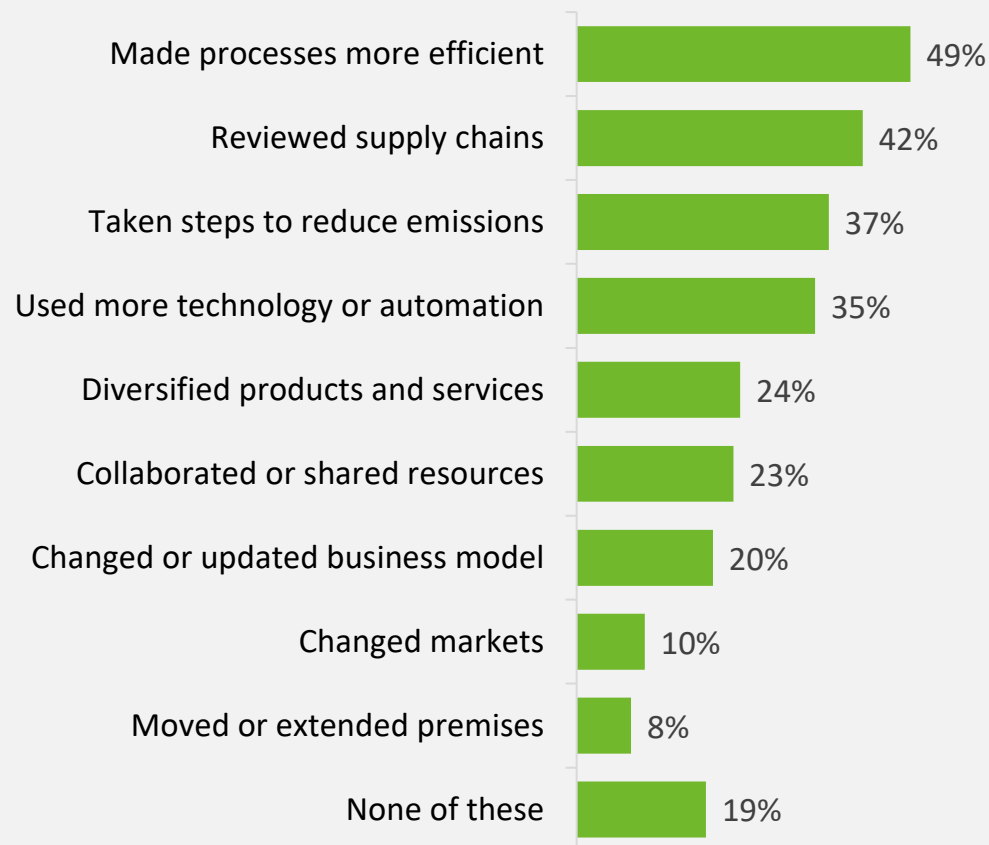 Made processes more efficient 49%
Reviewed supply chains 42%
Taken steps to reduce emissions 37%
Used more technology or automation 35%
Diversified products and services 24%
Collaborated or shared resources 23%
Changed or updated business model 20%
Changed markets 10%
Moved or extended premises 8%
None of these 19%